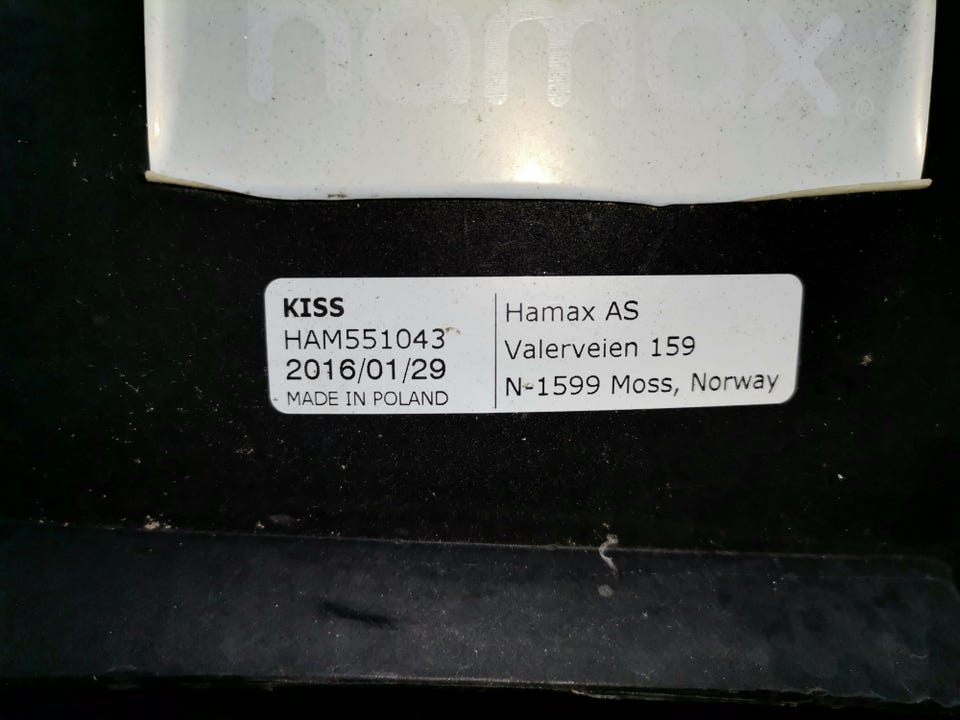 hamax®
KISS
HAM551043
2016/01/29
MADE IN POLAND
Hamax AS
Valerveien 159
N-1599 Moss, Norway